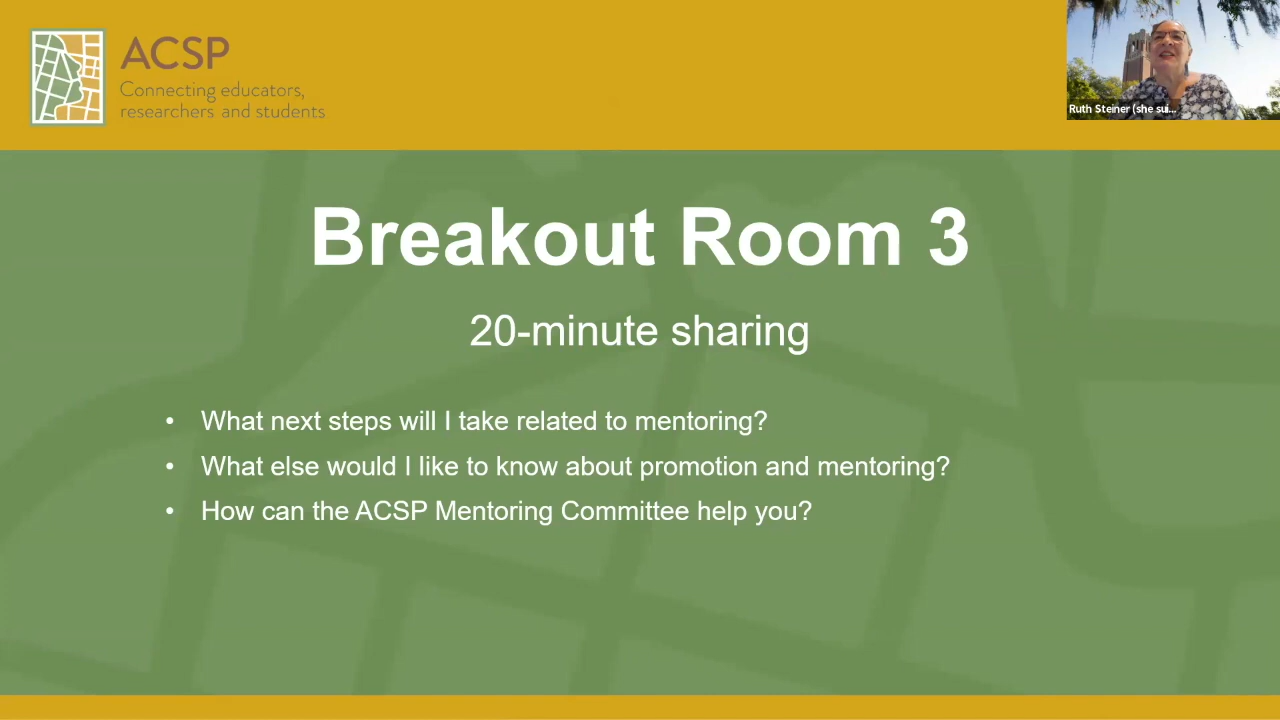 ACSP
Connecting educators,
researchers and students
Ruth Steiner (she sui...
Breakout Room 3
20-minute sharing
• What next steps will I take related to mentoring?
• What else would I like to know about promotion and mentoring?
• How can the ACSP Mentoring Committee help you?